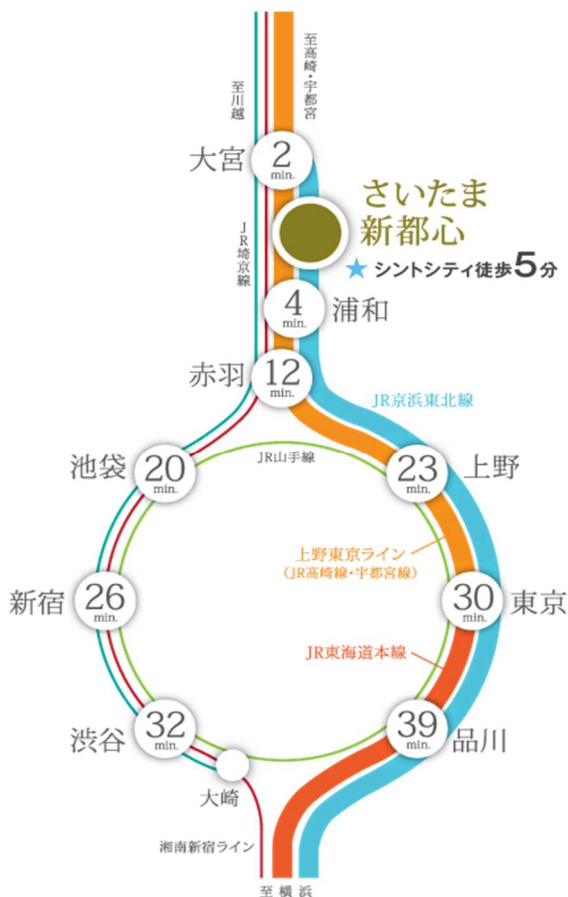 至高崎・宇都宮
至川越
大宮
2
min.
さいたま
新都心
★ シントシティ徒歩5分
JR埼京線
4
min.
浦和
赤羽
12
min.
JR京浜東北線
池袋
20
min.
JR山手線
23
min.
上野
上野東京ライン
(JR高崎線・宇都宮線)
新宿
26
min.
30
min.
東京
JR東海道本線
渋谷
32
min.
39
min.
品川
大崎
湘南新宿ライン
至横浜